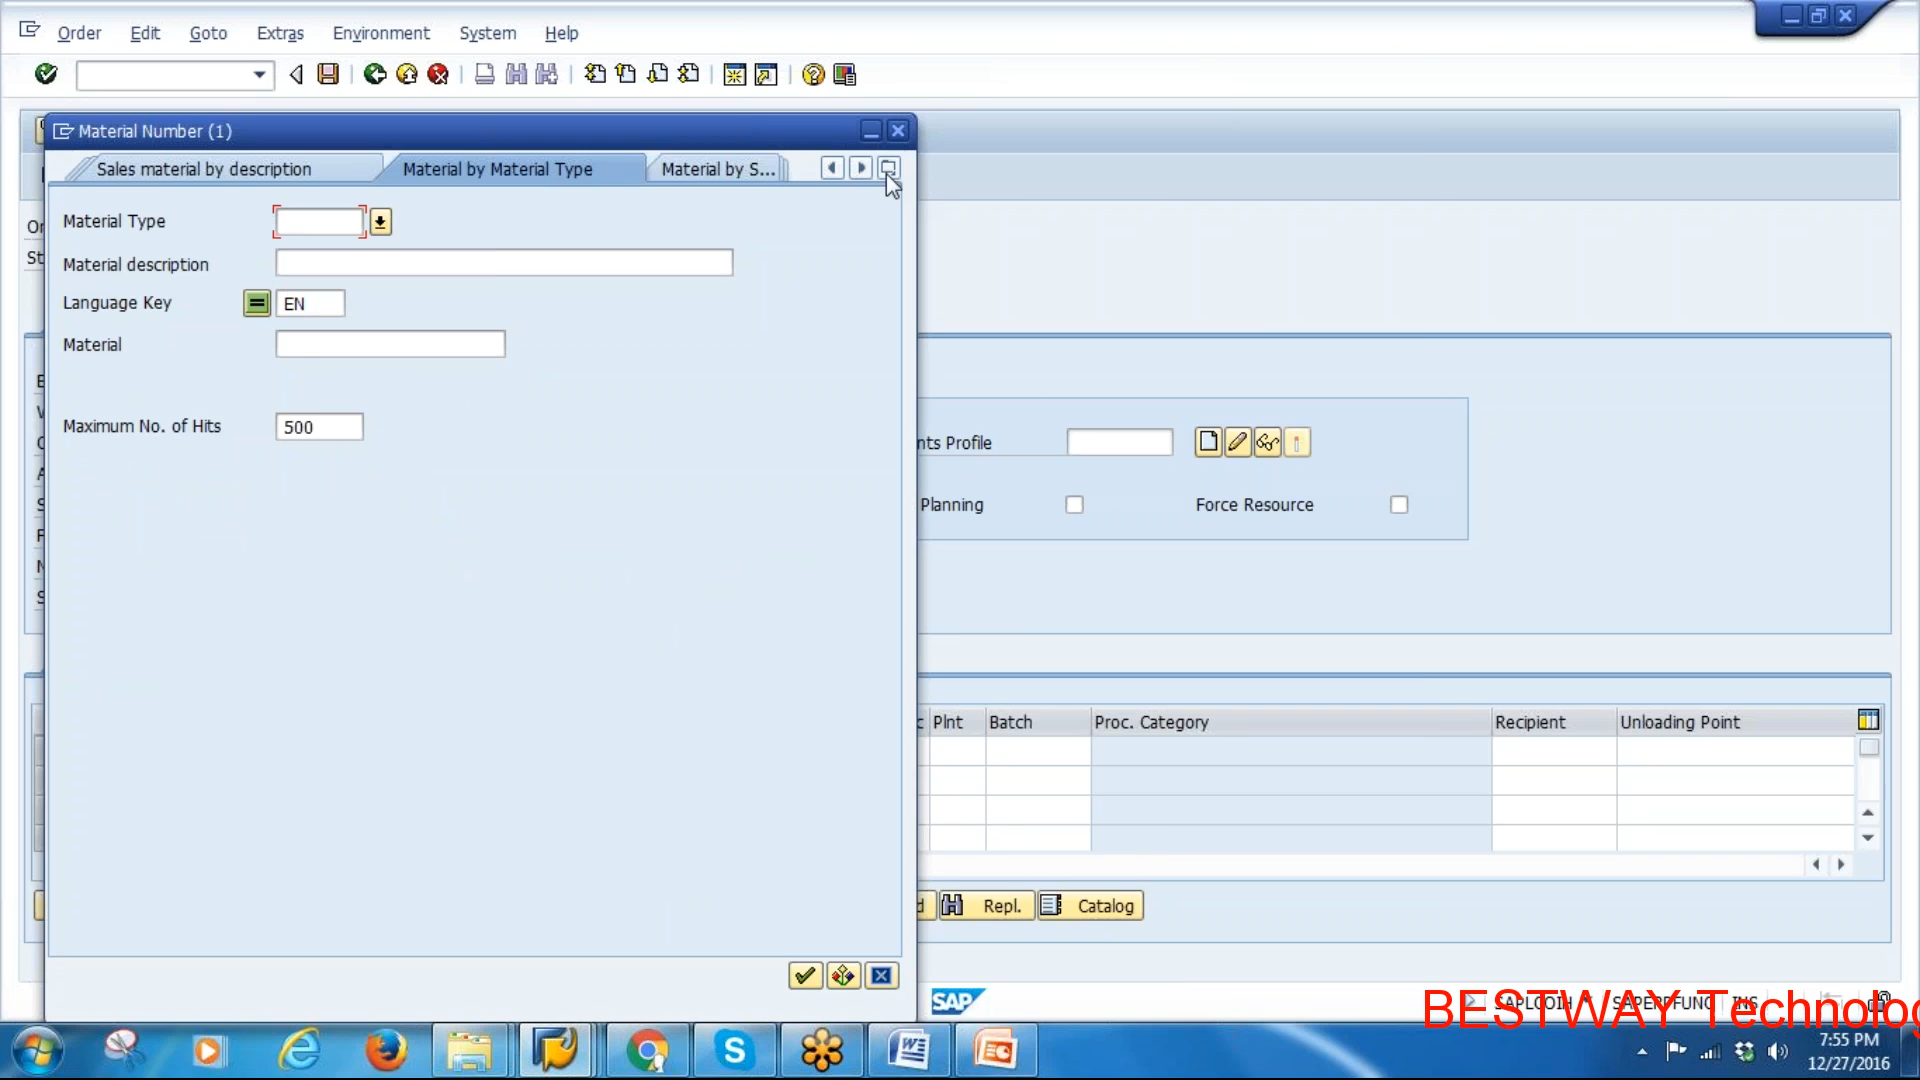 Order Edit Goto Extras Environment System Help
Material Number (1)
Sales material by description Material by Material Type Material by S...
Material Type
Material description
Language Key EN
Material
Maximum No. of Hits 500
nts Profile
Planning Force Resource
Plnt Batch Proc. Category Recipient Unloading Point
Repl. Catalog
SAP
BESTWAY Technolog
7:55 PM
12/27/2016